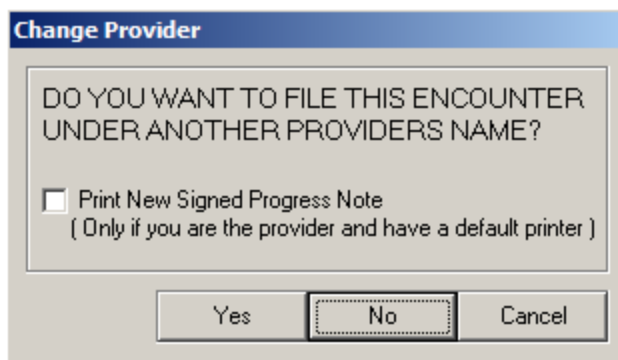 Change Provider
DO YOU WANT TO FILE THIS ENCOUNTER
UNDER ANOTHER PROVIDERS NAME?
Print New Signed Progress Note
( Only if you are the provider and have a default printer )
Yes
No
Cancel